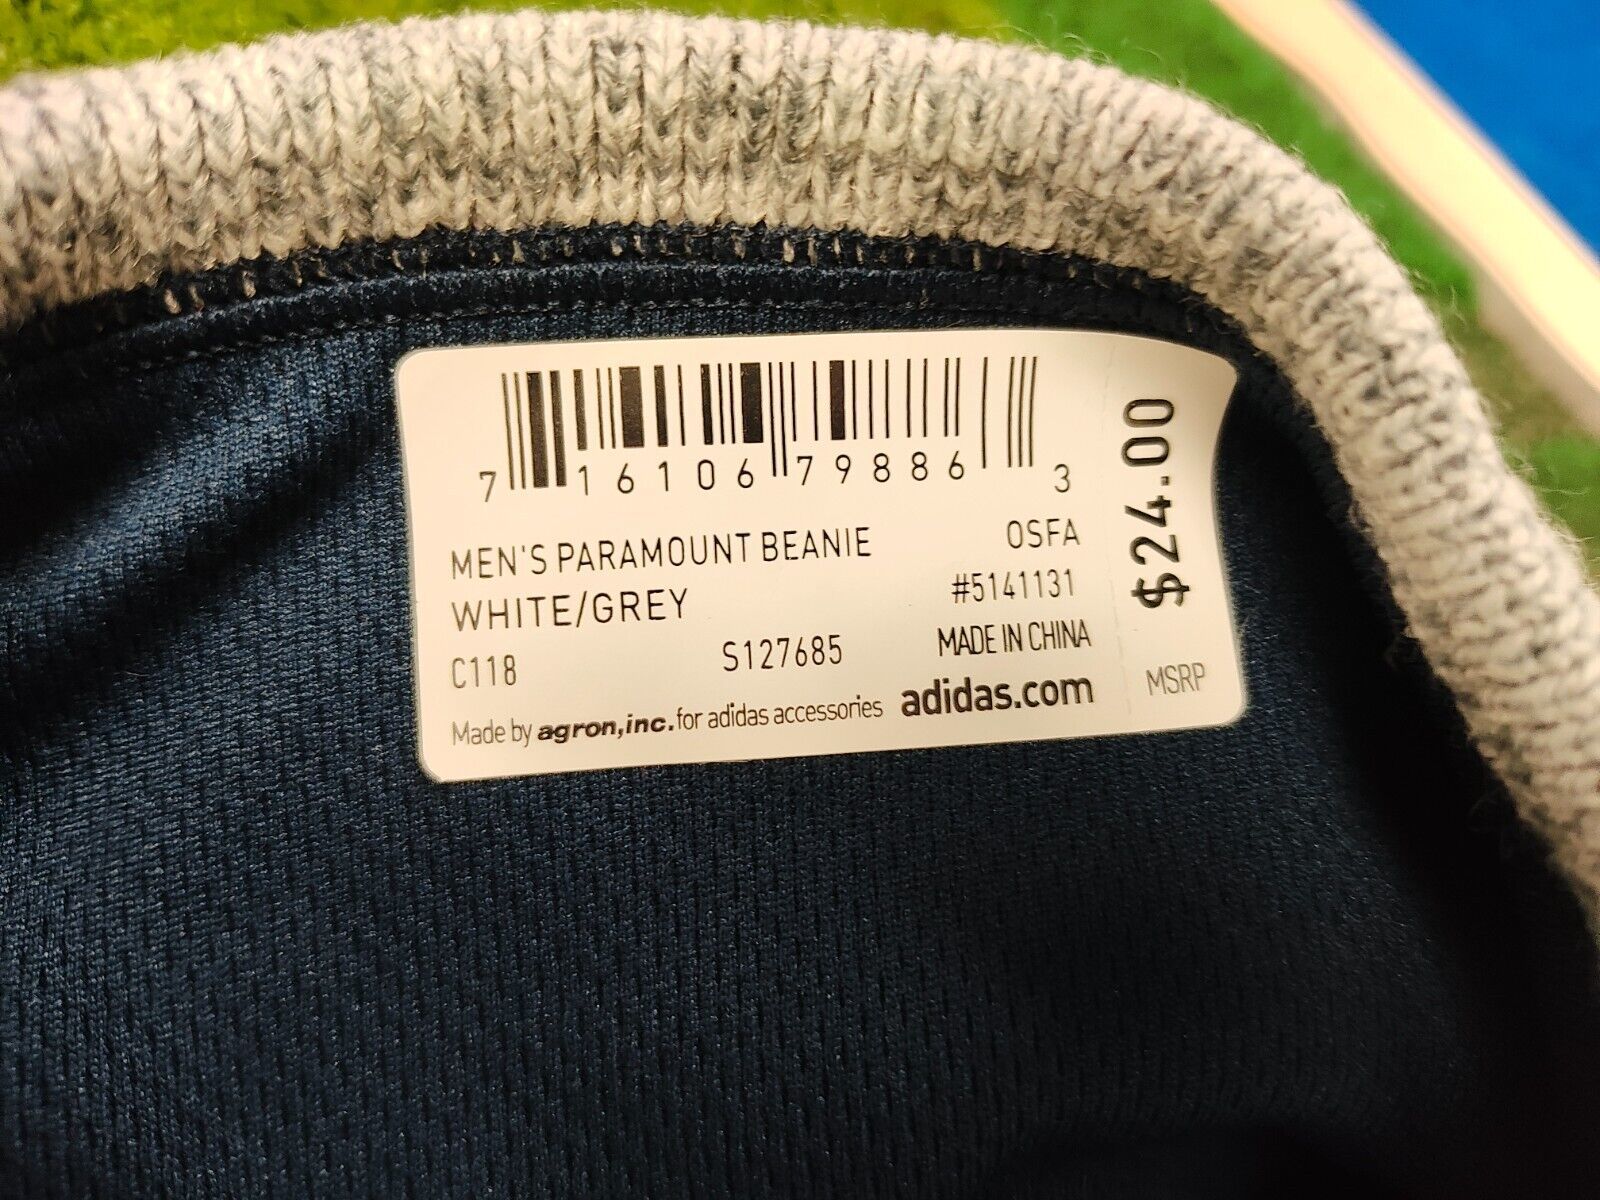 7 16106 79886 3
MEN'S PARAMOUNT BEANIE OSFA
WHITE/GREY #5141131
C118 S127685 MADE IN CHINA
Made by agron,inc. for adidas accessories adidas.com
$24.00
MSRP